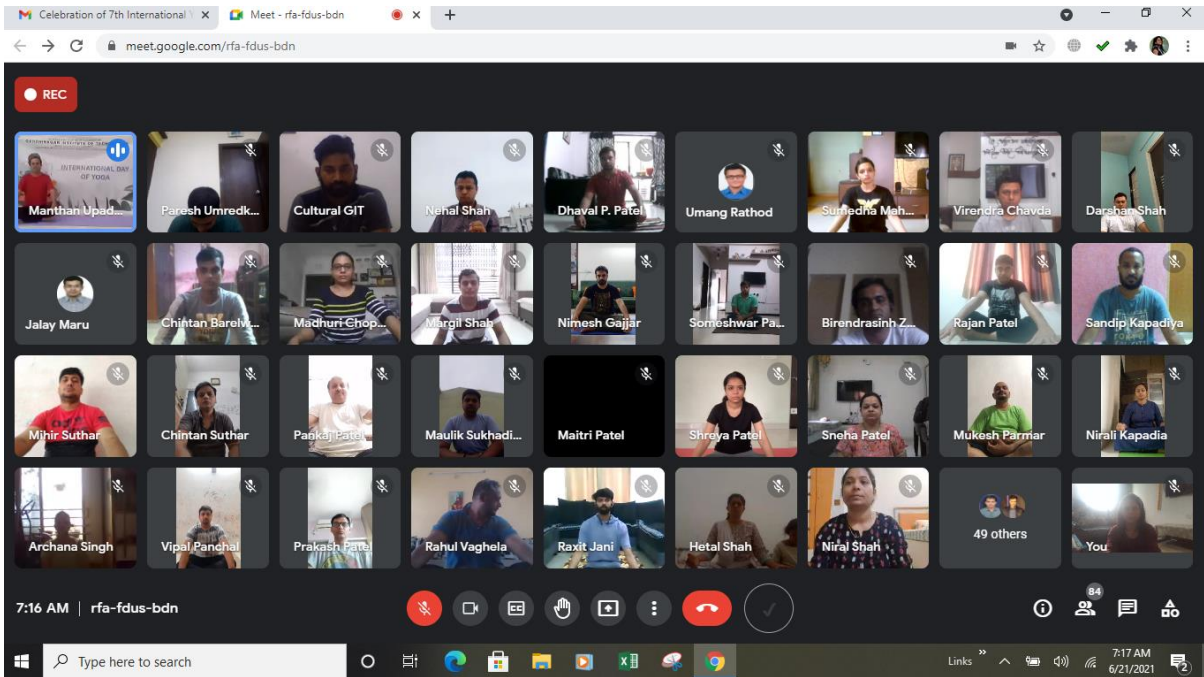 Celebration of 7th International Y
Meet - rfa-fdus-bdn
meet.google.com/rfa-fdus-bdn
REC
INTERNATIONAL DAY
OF YOGA
Manthan Upad...
Paresh Umredk...
Cultural GIT
Nehal Shah
Dhaval P. Patel
Umang Rathod
Sumedha Mah...
Virendra Chavda
Darshan Shah
Jalay Maru
Chintan Barelw...
Madhuri Chop...
Margil Shah
Nimesh Gajjar
Someshwar Pa...
Birendrasinh Z...
Rajan Patel
Sandip Kapadiya
Mihir Suthar
Chintan Suthar
Pankaj Patel
Maulik Sukhadi...
Maitri Patel
Shreya Patel
Sneha Patel
Mukesh Parmar
Nirali Kapadia
Archana Singh
Vipal Panchal
Prakash Patel
Rahul Vaghela
Raxit Jani
Hetal Shah
Niral Shah
49 others
You
7:16 AM | rfa-fdus-bdn
CC
84
Type here to search
Links
7:17 AM
6/21/2021
2